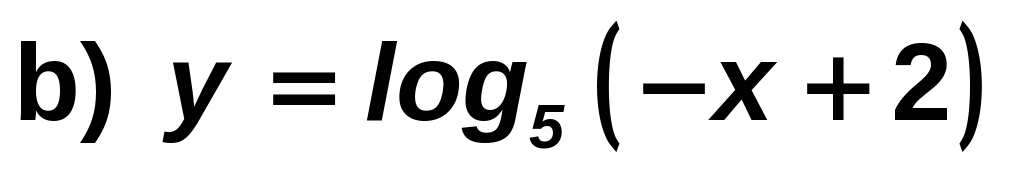 b) y = log₅ (−x + 2)